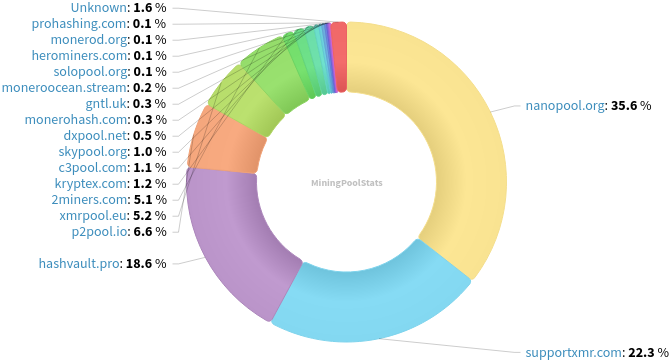 Unknown: 1.6 %
prohashing.com: 0.1 %
monerod.org: 0.1 %
herominers.com: 0.1 %
solopool.org: 0.1 %
moneroocean.stream: 0.2 %
gntl.uk: 0.3 %
monerohash.com: 0.3 %
dxpool.net: 0.5 %
skypool.org: 1.0 %
c3pool.com: 1.1 %
kryptex.com: 1.2 %
2miners.com: 5.1 %
xmrpool.eu: 5.2 %
p2pool.io: 6.6 %
hashvault.pro: 18.6 %
MiningPoolStats
nanopool.org: 35.6 %
supportxmr.com: 22.3 %